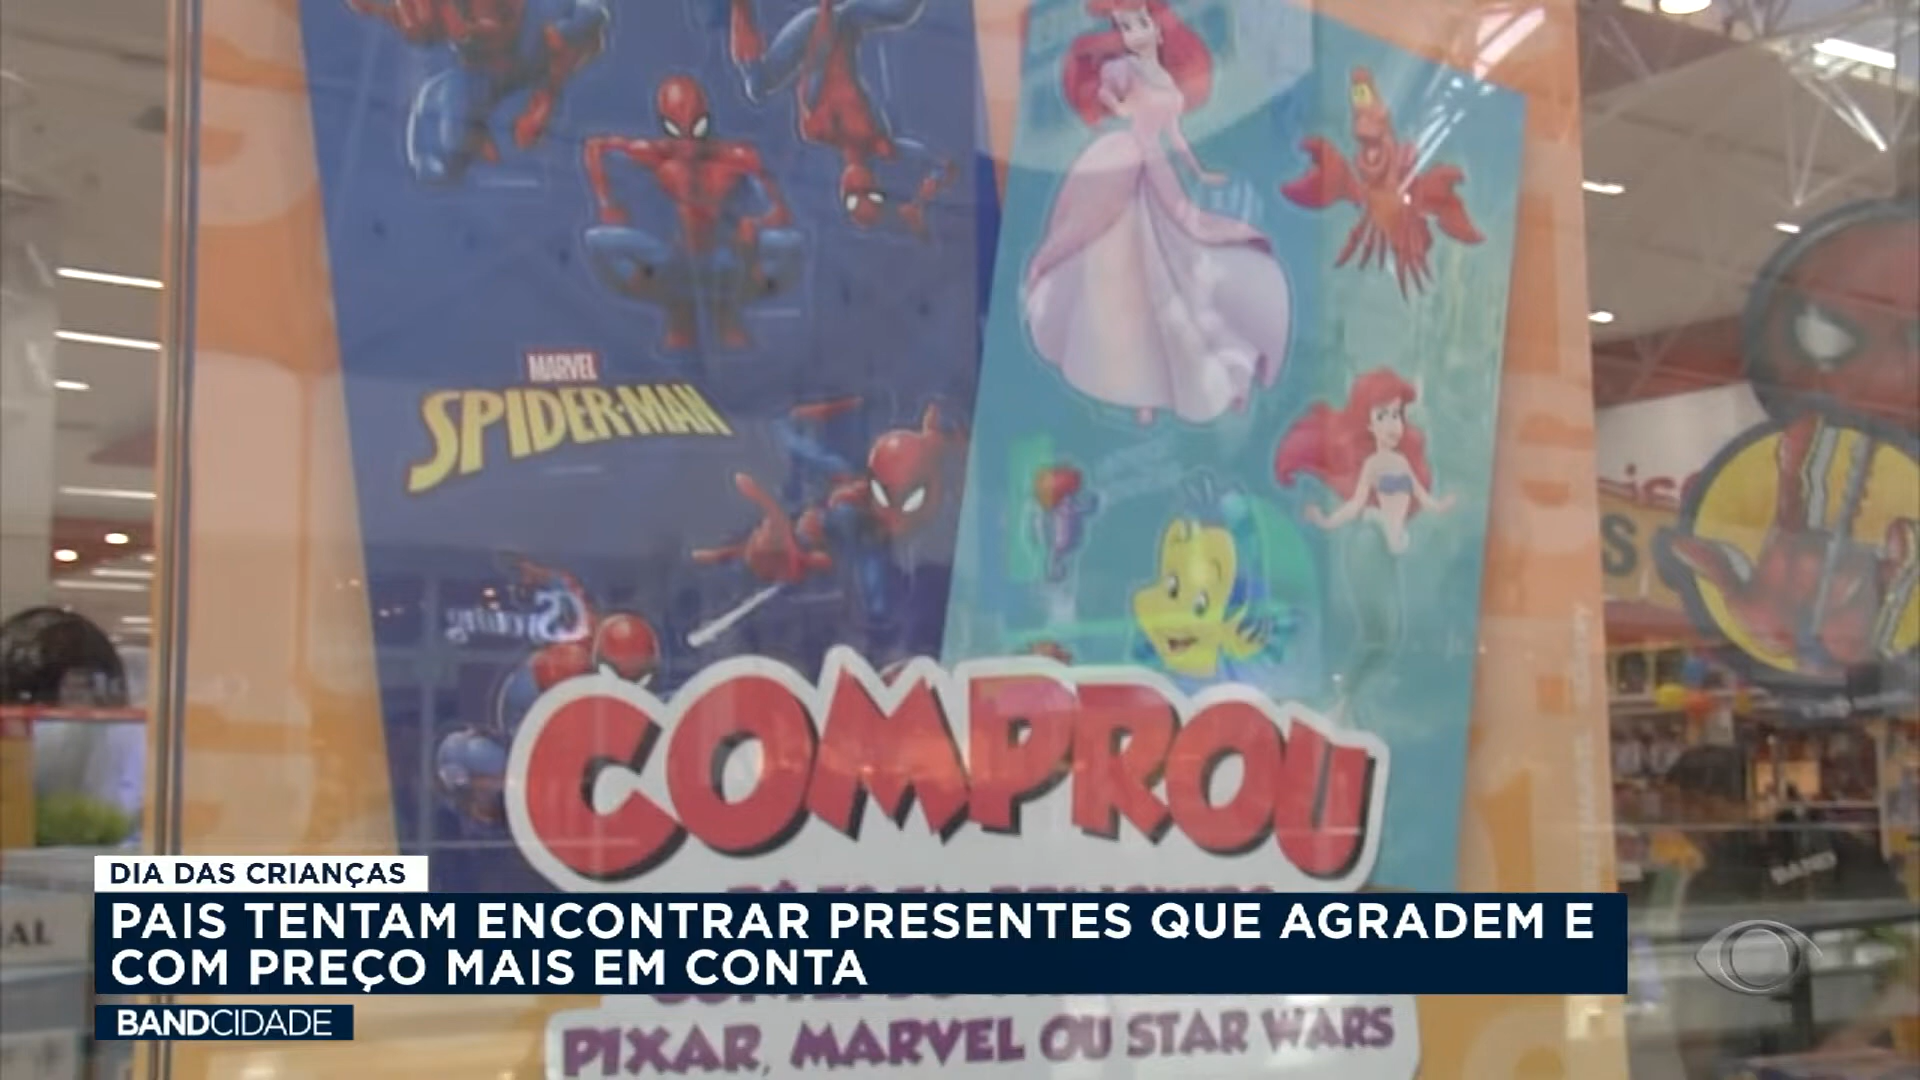 MARVEL
SPIDER-MAN
COMPROU
DIA DAS CRIANÇAS
PAIS TENTAM ENCONTRAR PRESENTES QUE AGRADEM E
COM PREÇO MAIS EM CONTA
BANDCIDADE
PIXAR, MARVEL OU STAR WARS